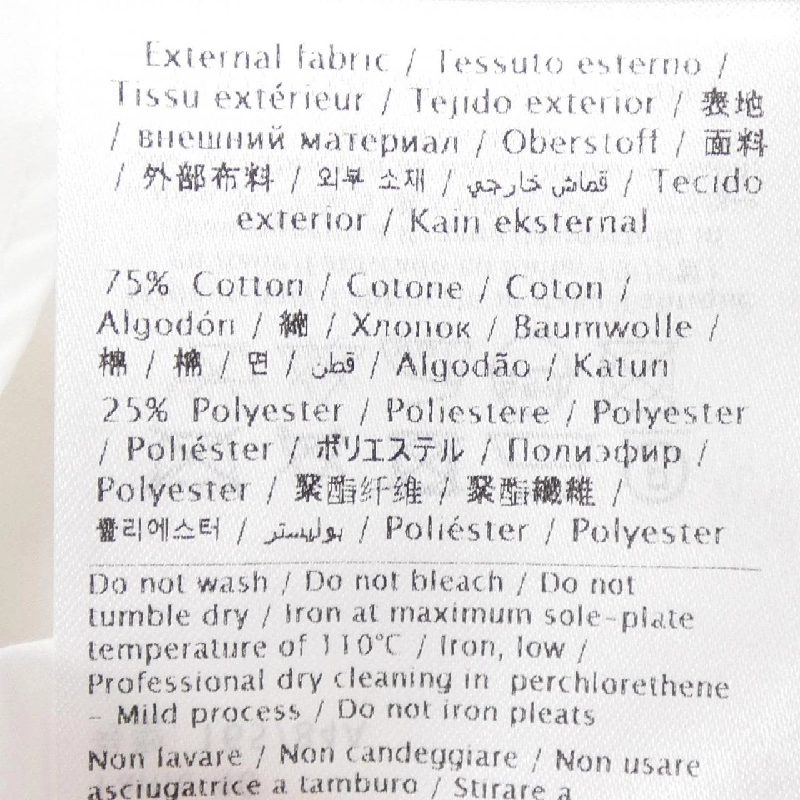 External fabric / Tessuto esterno /
Tissu extérieur / Tejido exterior / 表地
/ внешний материал / Oberstoff / 面料
/ 外部布料 / 외부 소재 / قماش خارجي / Tecido
exterior / Kain eksternal
75% Cotton / Cotone / Coton /
Algodón / 綿 / Хлопок / Baumwolle /
棉 / 棉 / 면 / قطن / Algodão / Katun
25% Polyester / Poliestere / Polyester
/ Poliéster / ポリエステル / Полиэфир /
Polyester / 聚酯纤维 / 聚酯纖維 /
폴리에스터 / بوليستر / Poliéster / Polyester
Do not wash / Do not bleach / Do not
tumble dry / Iron at maximum sole-plate
temperature of 110°C / Iron, low /
Professional dry cleaning in perchlorethene
- Mild process / Do not iron pleats
Non lavare / Non candeggiare / Non usare
asciugatrice a tamburo / Stirare a